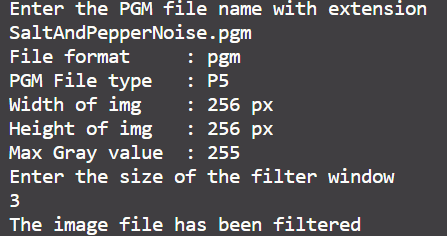 Enter the PGM file name with extension
SaltAndPepperNoise.pgm
File format     : pgm
PGM File type   : P5
Width of img    : 256 px
Height of img   : 256 px
Max Gray value  : 255
Enter the size of the filter window
3
The image file has been filtered